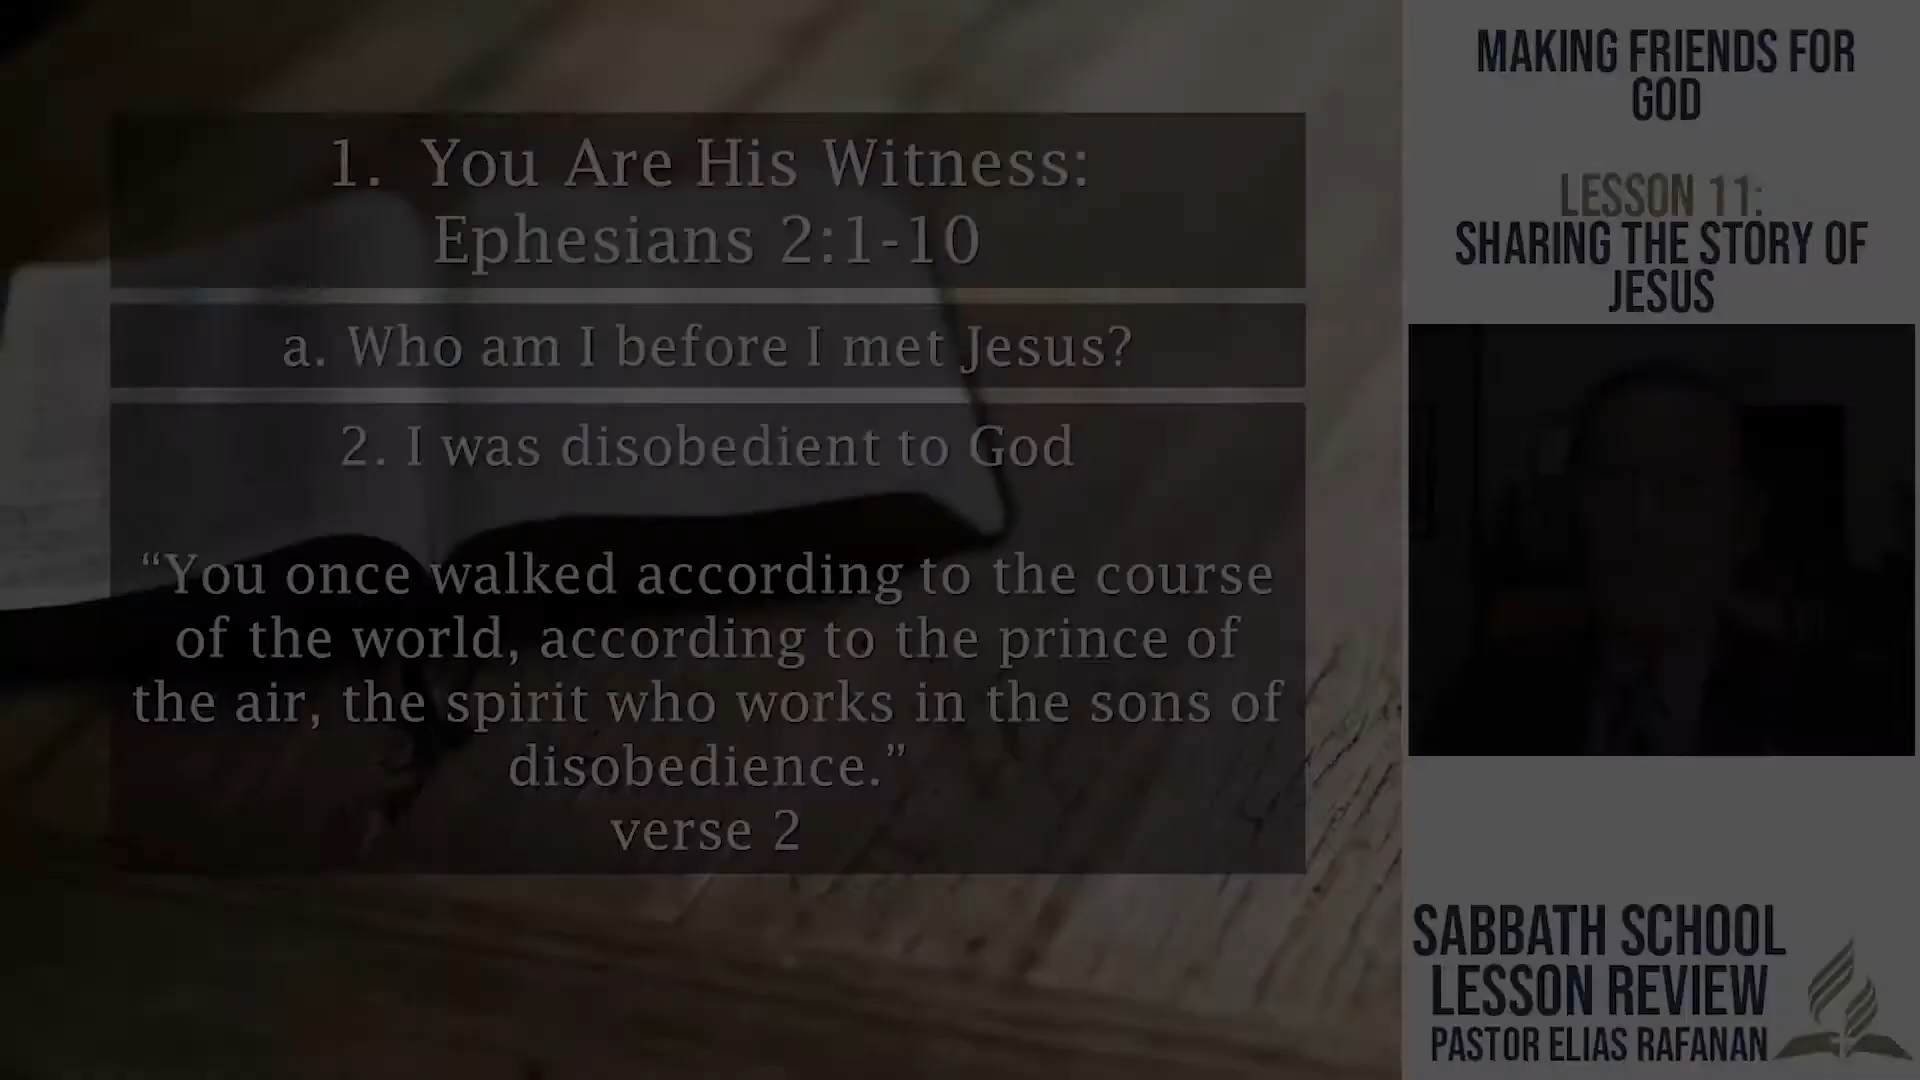 1. You Are His Witness:
Ephesians 2:1-10
a. Who am I before I met Jesus?
2. I was disobedient to God
“You once walked according to the course
of the world, according to the prince of
the air, the spirit who works in the sons of
disobedience.”
verse 2
MAKING FRIENDS FOR
GOD
LESSON 11:
SHARING THE STORY OF
JESUS
SABBATH SCHOOL
LESSON REVIEW
PASTOR ELIAS RAFANAN